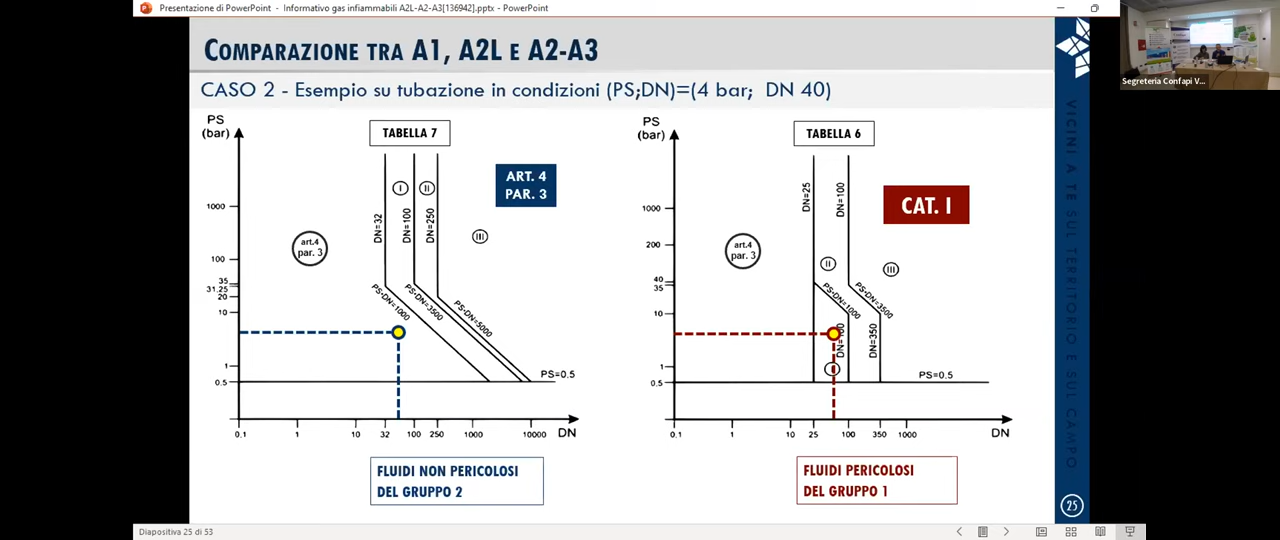 Presentazione di PowerPoint - Informativo gas infiammabili A2L-A2-A3[136942].pptx - PowerPoint
COMPARAZIONE TRA A1, A2L E A2-A3
CASO 2 - Esempio su tubazione in condizioni (PS;DN)=(4 bar; DN 40)
PS
(bar)
TABELLA 7
ART. 4
PAR. 3
1000
100
35
31.25
20
10
1
0.5
art.4
par. 3
I
II
III
DN=32
DN=100
DN=250
PS·DN=1000
PS·DN=3500
PS·DN=5000
PS=0.5
0.1
1
10
32
100
250
1000
10000
DN
FLUIDI NON PERICOLOSI
DEL GRUPPO 2
PS
(bar)
TABELLA 6
CAT. I
1000
200
40
35
10
1
0.5
art.4
par. 3
II
III
I
DN=25
DN=100
PS·DN=1000
PS·DN=3500
DN=100
DN=350
PS=0.5
0.1
1
10
25
100
350
1000
DN
FLUIDI PERICOLOSI
DEL GRUPPO 1
VICINI A TE SUL TERRITORIO E SUL CAMPO
25
Segreteria Confapi V...
Diapositiva 25 di 53